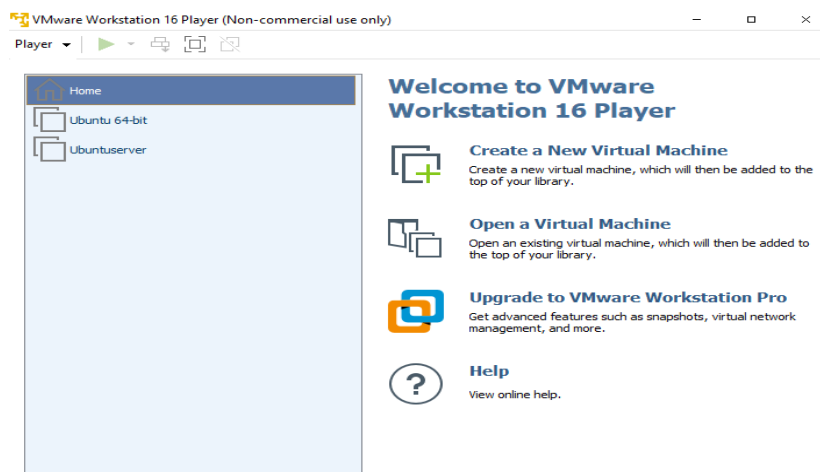 VMware Workstation 16 Player (Non-commercial use only)
Player
Home
Ubuntu 64-bit
Ubuntuserver
Welcome to VMware
Workstation 16 Player
Create a New Virtual Machine
Create a new virtual machine, which will then be added to the
top of your library.
Open a Virtual Machine
Open an existing virtual machine, which will then be added to
the top of your library.
Upgrade to VMware Workstation Pro
Get advanced features such as snapshots, virtual network
management, and more.
?
Help
View online help.